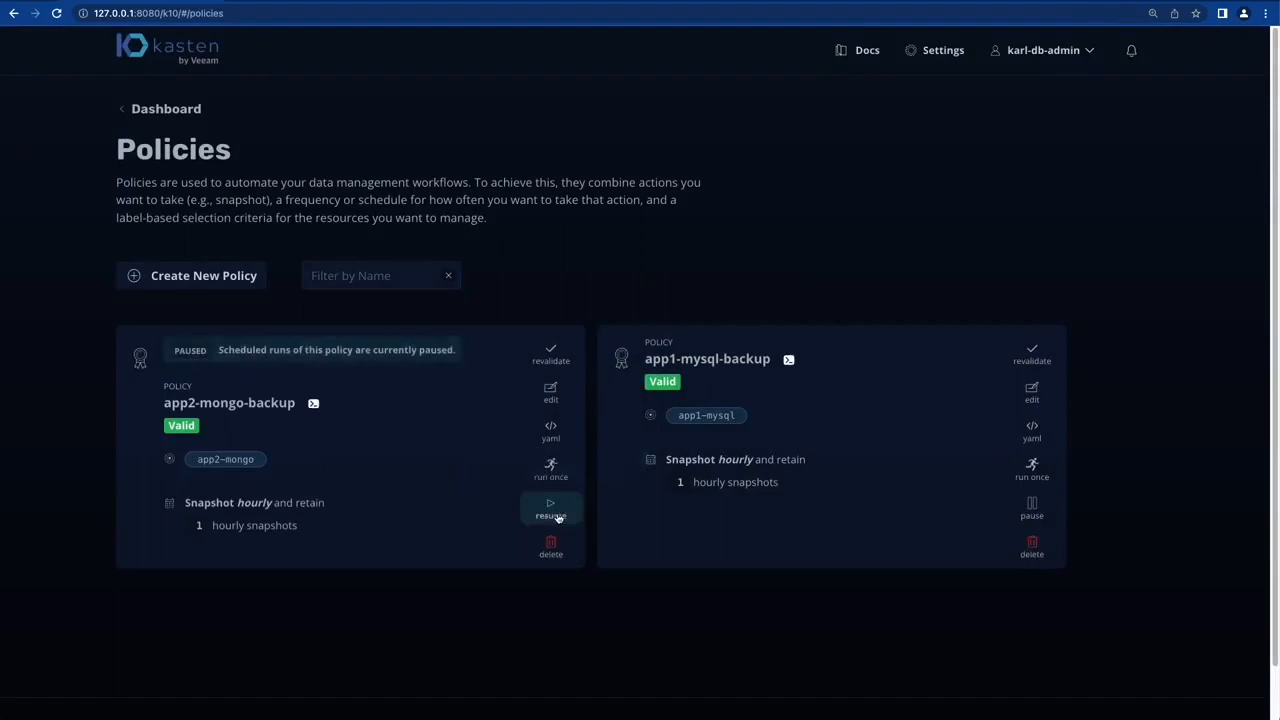 127.0.0.1:8080/k10/#/policies
kasten
by Veeam
Docs
Settings
karl-db-admin
Dashboard
Policies
Policies are used to automate your data management workflows. To achieve this, they combine actions you
want to take (e.g., snapshot), a frequency or schedule for how often you want to take that action, and a
label-based selection criteria for the resources you want to manage.
Create New Policy
Filter by Name
PAUSED Scheduled runs of this policy are currently paused.
POLICY
app2-mongo-backup
Valid
app2-mongo
Snapshot hourly and retain
1 hourly snapshots
revalidate
edit
yaml
run once
resume
delete
POLICY
app1-mysql-backup
Valid
app1-mysql
Snapshot hourly and retain
1 hourly snapshots
revalidate
edit
yaml
run once
pause
delete